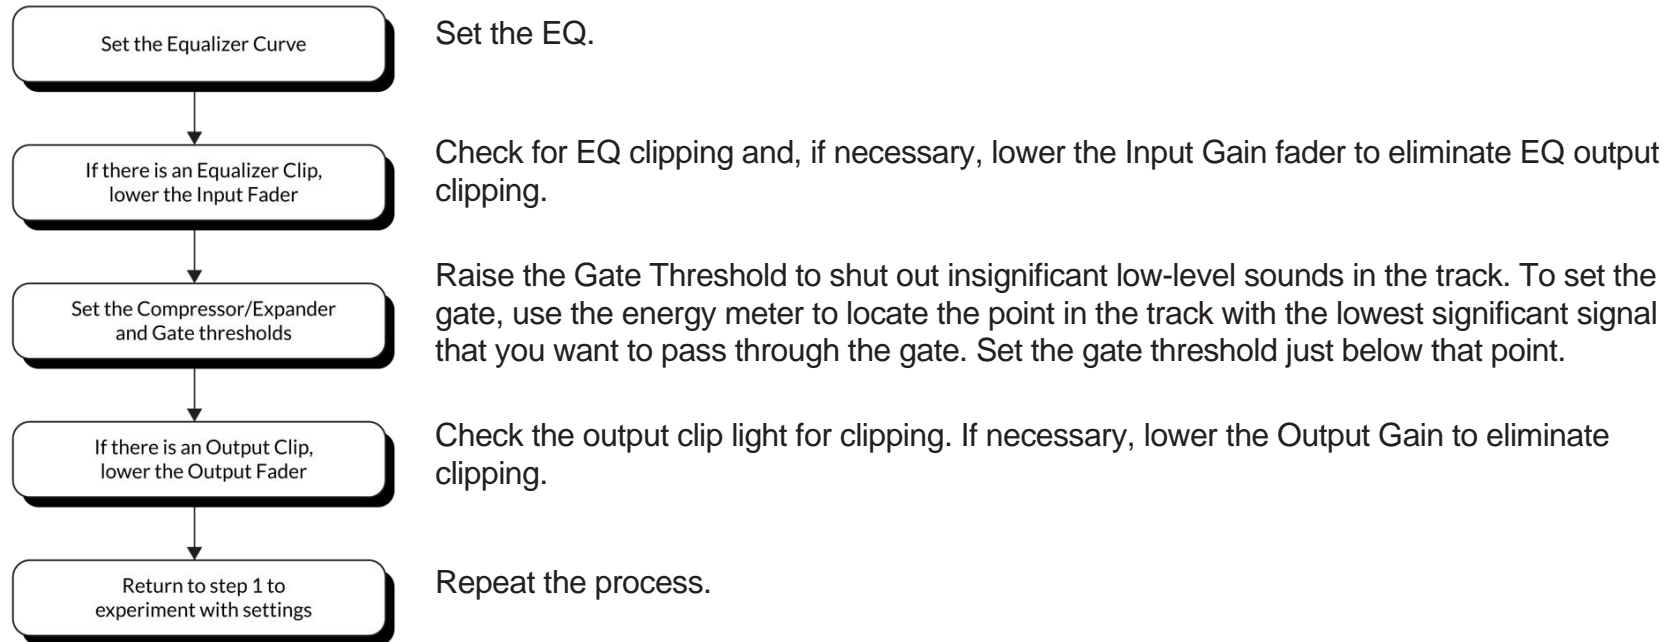 Set the Equalizer Curve
Set the EQ.
If there is an Equalizer Clip,
lower the Input Fader
Check for EQ clipping and, if necessary, lower the Input Gain fader to eliminate EQ output
clipping.
Set the Compressor/Expander
and Gate thresholds
Raise the Gate Threshold to shut out insignificant low-level sounds in the track. To set the
gate, use the energy meter to locate the point in the track with the lowest significant signal
that you want to pass through the gate. Set the gate threshold just below that point.
If there is an Output Clip,
lower the Output Fader
Check the output clip light for clipping. If necessary, lower the Output Gain to eliminate
clipping.
Return to step 1 to
experiment with settings
Repeat the process.